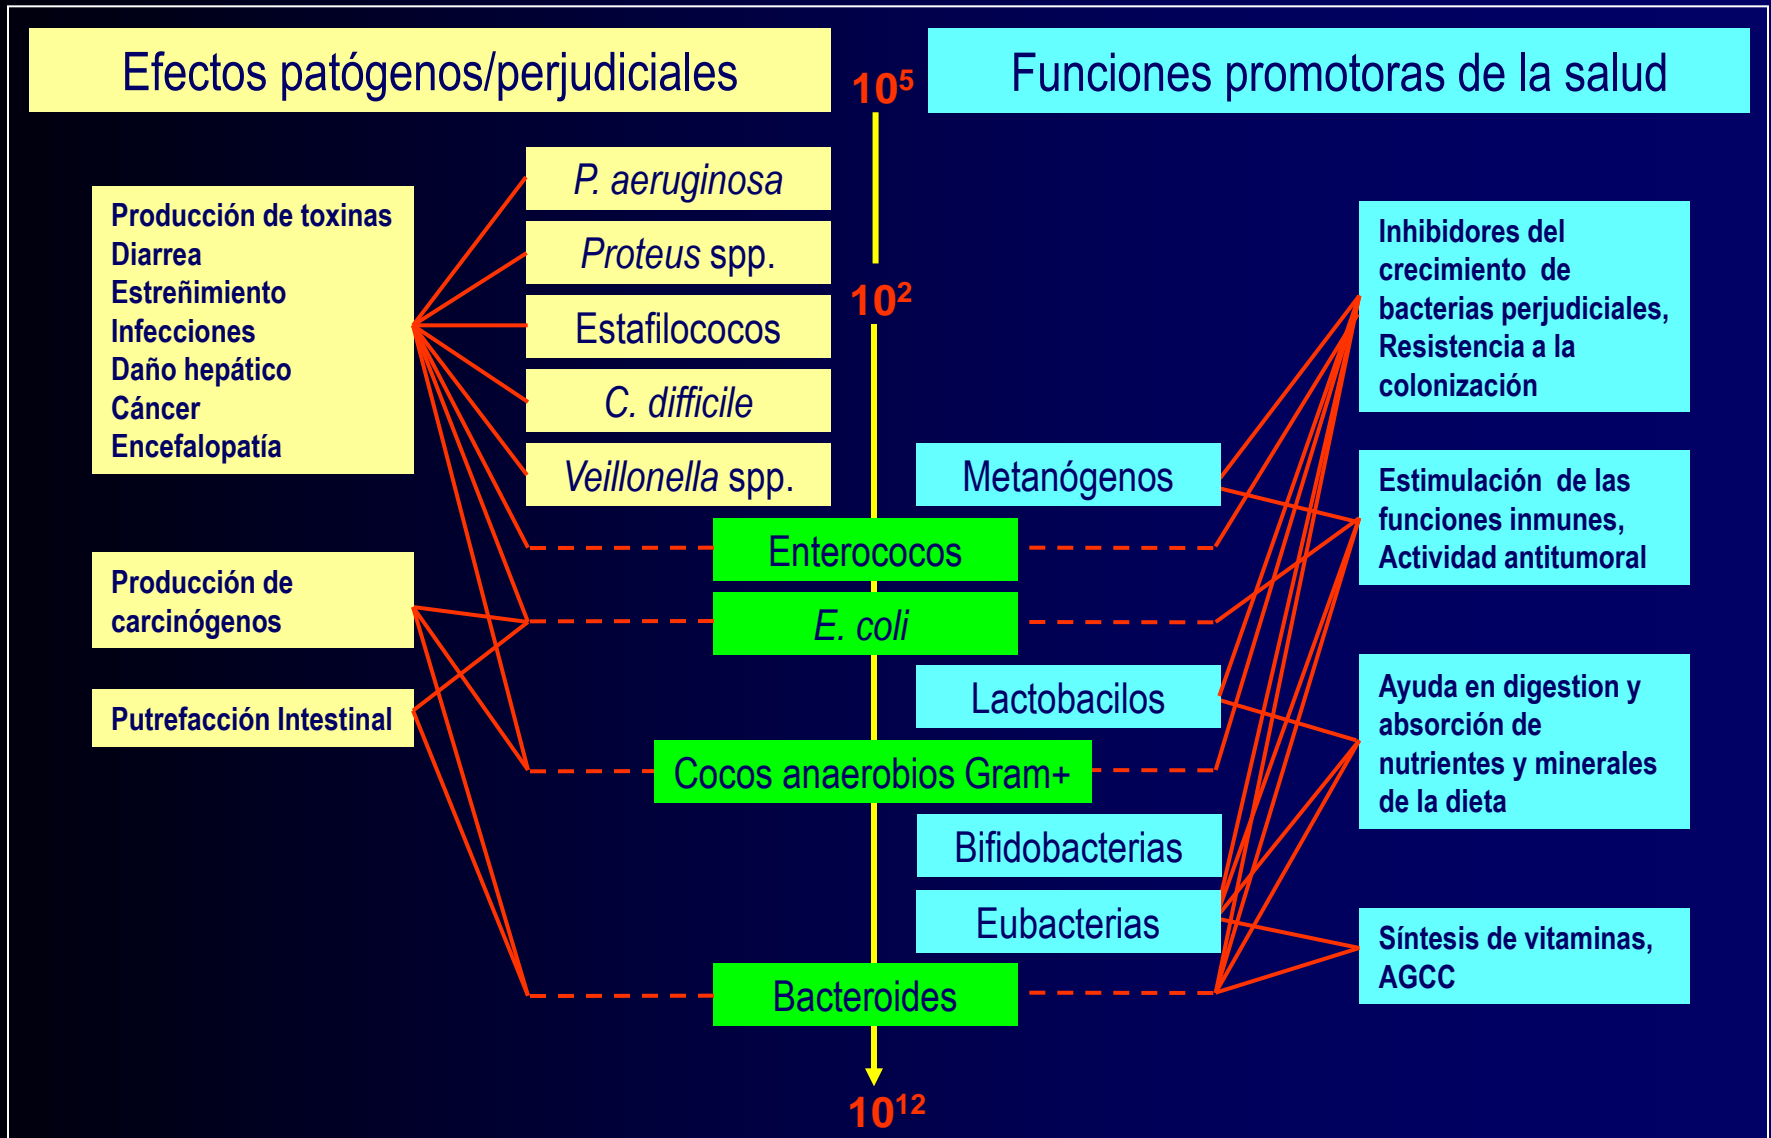 Efectos patógenos/perjudiciales
10⁵
Funciones promotoras de la salud
Producción de toxinas
Diarrea
Estreñimiento
Infecciones
Daño hepático
Cáncer
Encefalopatía
Producción de
carcinógenos
Putrefacción Intestinal
P. aeruginosa
Proteus spp.
Estafilococos
C. difficile
Veillonella spp.
10²
Enterococos
E. coli
Cocos anaerobios Gram+
Bacteroides
10¹²
Metanógenos
Lactobacilos
Bifidobacterias
Eubacterias
Inhibidores del
crecimiento de
bacterias perjudiciales,
Resistencia a la
colonización
Estimulación de las
funciones inmunes,
Actividad antitumoral
Ayuda en digestion y
absorción de
nutrientes y minerales
de la dieta
Síntesis de vitaminas,
AGCC